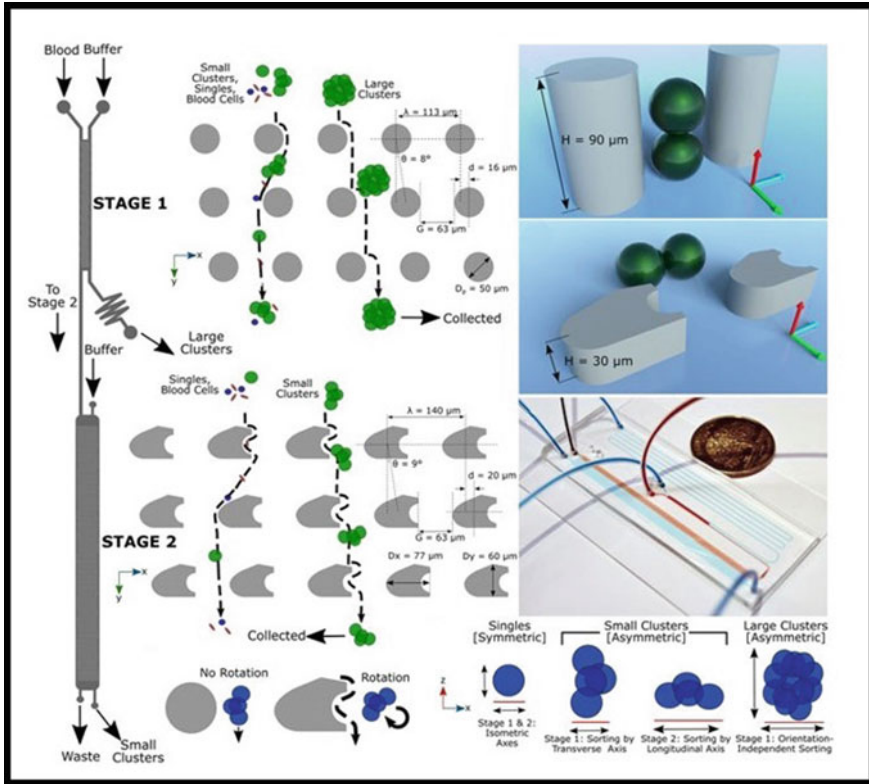 Blood Buffer
STAGE 1
To
Stage 2
Large
Clusters
Buffer
STAGE 2
Waste
Small
Clusters
Small
Clusters,
Singles,
Blood Cells
Large
Clusters
λ = 113 µm
θ = 8°
d = 16 µm
G = 63 µm
x
y
Dp = 50 µm
Collected
Singles,
Blood Cells
Small
Clusters
λ = 140 µm
θ = 9°
d = 20 µm
G = 63 µm
Dx = 77 µm
Dy = 60 µm
x
y
Collected
No Rotation
Rotation
H = 90 µm
H = 30 µm
Singles
[Symmetric]
Small Clusters
[Asymmetric]
Large Clusters
[Asymmetric]
z
x
Stage 1 & 2:
Isometric
Axes
Stage 1: Sorting by
Transverse Axis
Stage 2: Sorting by
Longitudinal Axis
Stage 1: Orientation-
Independent Sorting